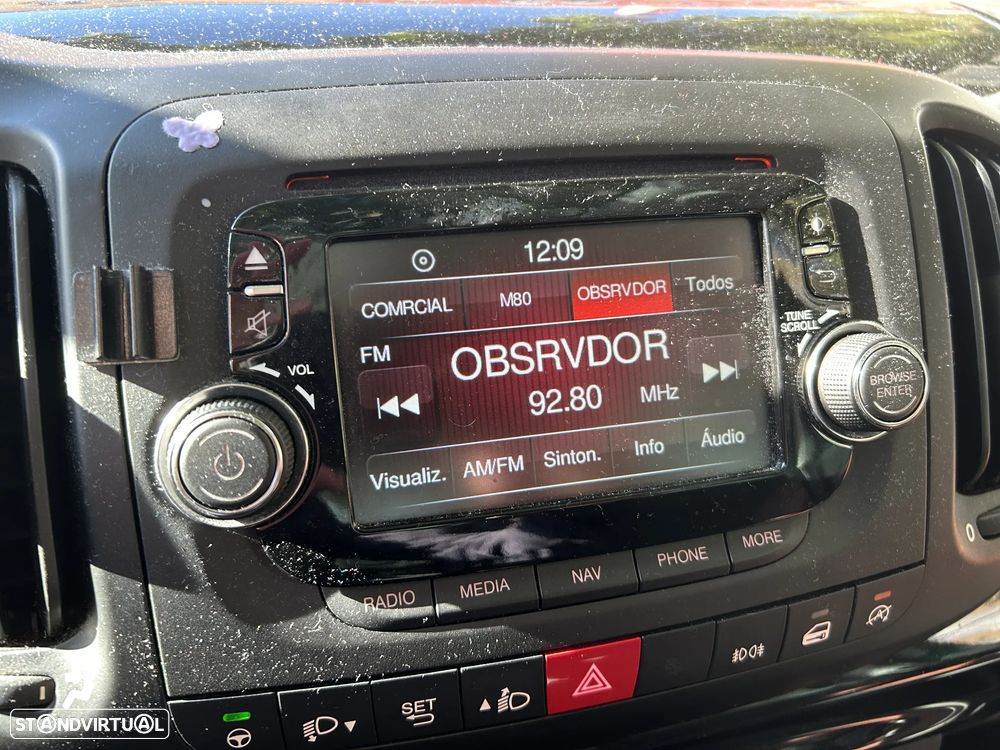 12:09
COMRCIAL M80 OBSRVDOR Todos
FM
OBSRVDOR
92.80 MHz
Visualiz. AM/FM Sinton. Info Áudio
VOL
TUNE
SCROLL
BROWSE
ENTER
RADIO MEDIA NAV PHONE MORE
SET
0
STANDVIRTUAL